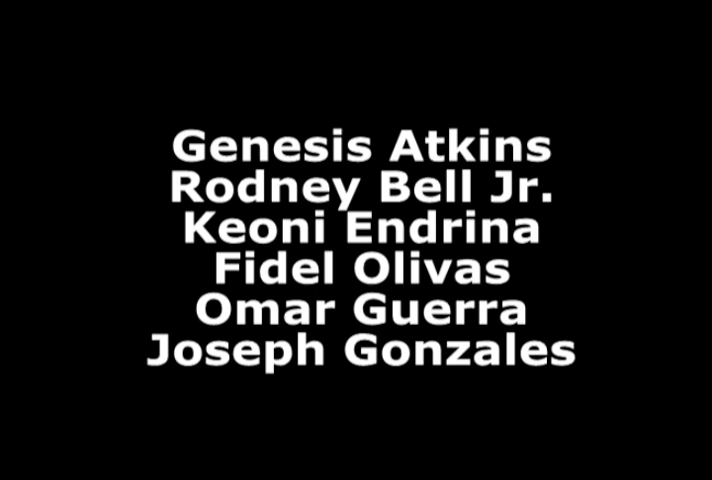 Genesis Atkins
Rodney Bell Jr.
Keoni Endrina
Fidel Olivas
Omar Guerra
Joseph Gonzales